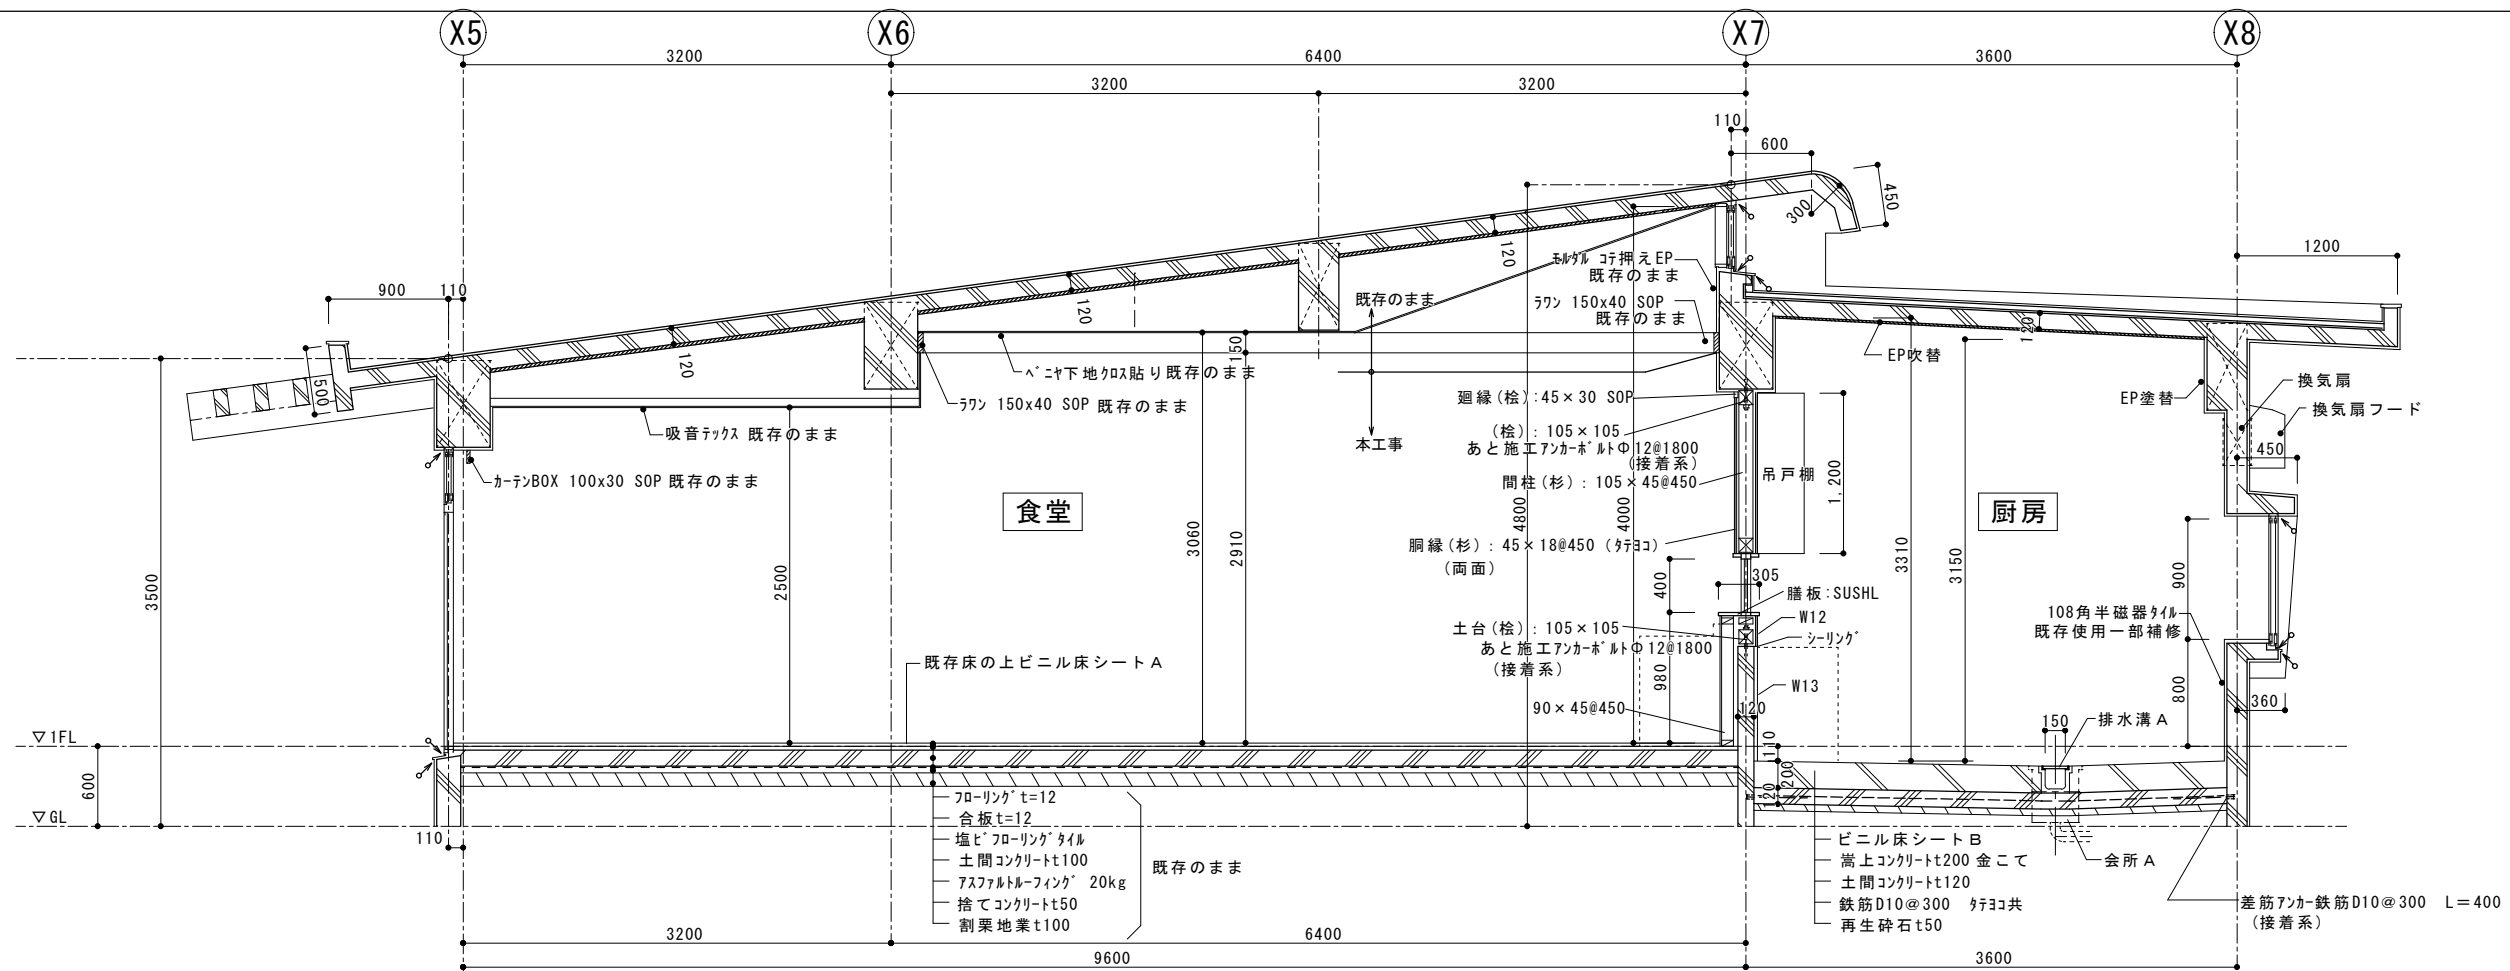 X5
X6
X7
X8
3200
6400
3600
3200
3200
110
600
450
300
1200
900
110
500
120
120
120
120
モルタル コテ押えEP
既存のまま
ラワン 150x40 SOP
既存のまま
既存のまま
本工事
150
EP吹替
ベニヤ下地クロス貼り既存のまま
ラワン 150x40 SOP 既存のまま
吸音テックス 既存のまま
カーテンBOX 100x30 SOP 既存のまま
廻縁(桧):45×30 SOP
(桧):105×105
あと施工アンカーボルトΦ12@1800
(接着系)
間柱(杉):105×45@450
吊戸棚
1,200
胴縁(杉):45×18@450 (タテヨコ)
(両面)
EP塗替
換気扇
換気扇フード
450
食堂
厨房
3500
2500
3060
2910
4800
4000
400
305
3310
3150
900
膳板:SUSHL
W12
シーリング
土台(桧):105×105
あと施工アンカーボルトΦ12@1800
(接着系)
980
W13
90×45@450
120
108角半磁器タイル
既存使用一部補修
800
360
150
排水溝A
既存床の上ビニル床シートA
▽1FL
600
▽GL
110
110
200
120
フローリングt=12
合板t=12
塩ビフローリングタイル
土間コンクリートt100
アスファルトルーフィング 20kg
捨てコンクリートt50
割栗地業t100
既存のまま
ビニル床シートB
嵩上コンクリートt200 金こて
土間コンクリートt120
鉄筋D10@300 タテヨコ共
再生砕石t50
会所A
差筋アンカー鉄筋D10@300 L=400
(接着系)
3200
6400
9600
3600